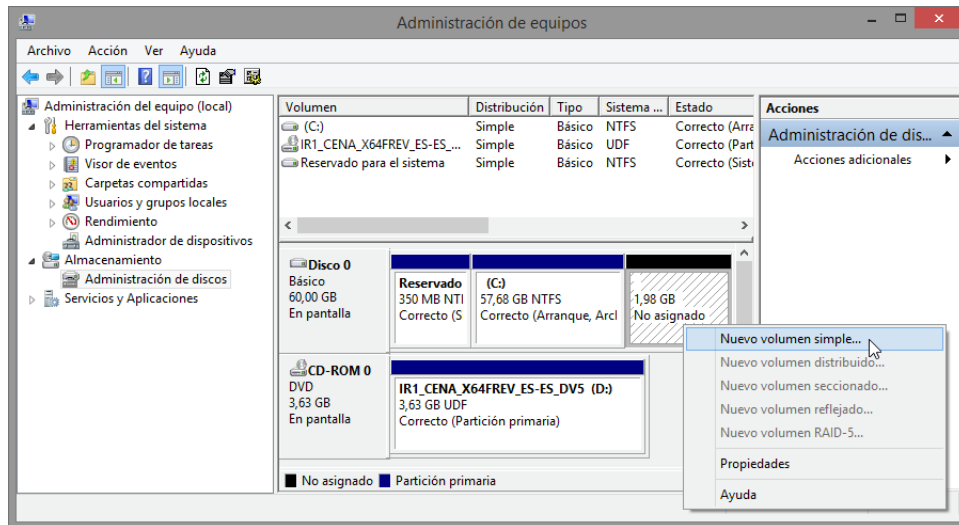 Administración de equipos
Archivo Acción Ver Ayuda
Administración del equipo (local)
Herramientas del sistema
Programador de tareas
Visor de eventos
Carpetas compartidas
Usuarios y grupos locales
Rendimiento
Administrador de dispositivos
Almacenamiento
Administración de discos
Servicios y Aplicaciones
Volumen Distribución Tipo Sistema ... Estado
(C:) Simple Básico NTFS Correcto (Arra
IR1_CENA_X64FREV_ES-ES_... Simple Básico UDF Correcto (Part
Reservado para el sistema Simple Básico NTFS Correcto (Siste
Disco 0
Básico
60,00 GB
En pantalla
Reservado
350 MB NTI
Correcto (S
(C:)
57,68 GB NTFS
Correcto (Arranque, Arcl
1,98 GB
No asignado
CD-ROM 0
DVD
3,63 GB
En pantalla
IR1_CENA_X64FREV_ES-ES_DV5 (D:)
3,63 GB UDF
Correcto (Partición primaria)
No asignado Partición primaria
Acciones
Administración de dis...
Acciones adicionales
Nuevo volumen simple...
Nuevo volumen distribuido...
Nuevo volumen seccionado...
Nuevo volumen reflejado...
Nuevo volumen RAID-5...
Propiedades
Ayuda